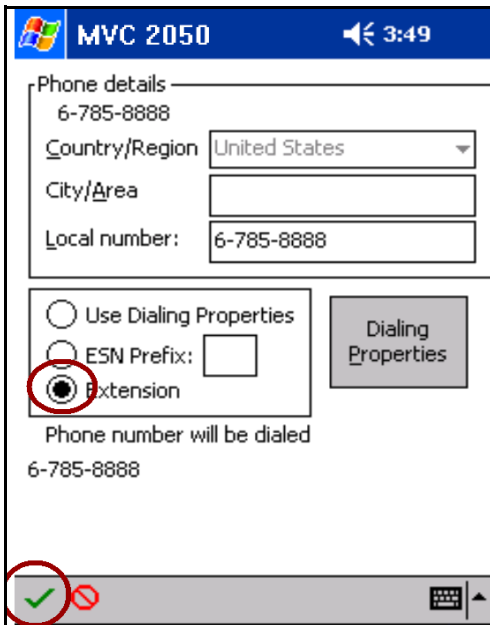 MVC 2050 3:49
Phone details
6-785-8888
Country/Region United States
City/Area
Local number: 6-785-8888
Use Dialing Properties
ESN Prefix:
Extension
Dialing
Properties
Phone number will be dialed
6-785-8888